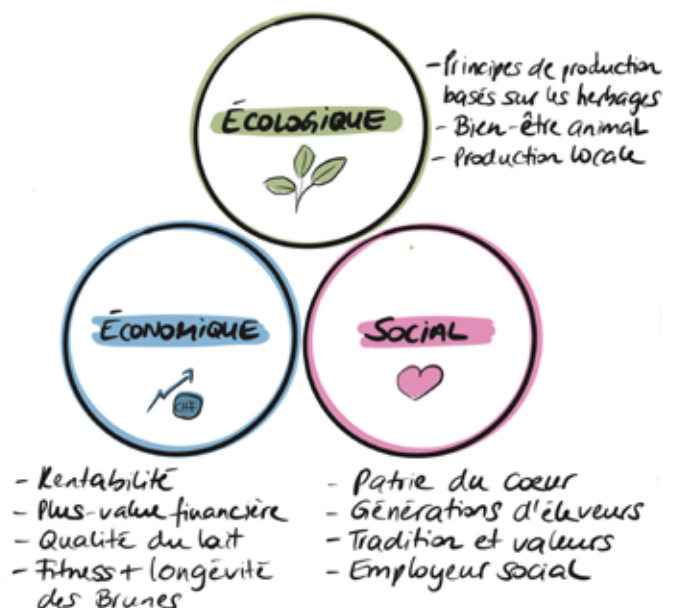 ÉCOLOGIQUE
- Principes de production
basés sur les herbages
- Bien-être animal
- Production locale
ÉCONOMIQUE
CHF
- Rentabilité
- Plus-value financière
- Qualité du lait
- Fitness + longévité
des Brunes
SOCIAL
- Patrie du cœur
- Générations d'éleveurs
- Tradition et valeurs
- Employeur social